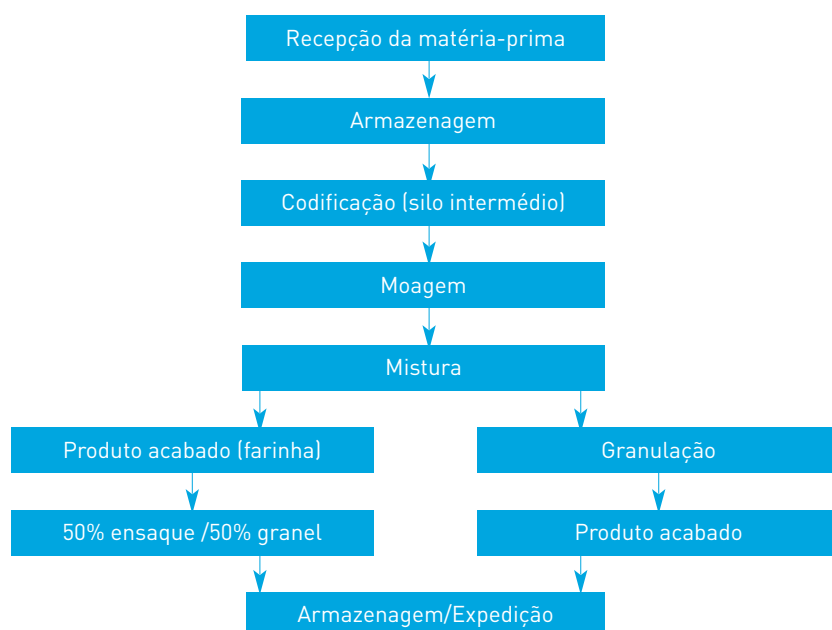 Recepção da matéria-prima
Armazenagem
Codificação (silo intermédio)
Moagem
Mistura
Produto acabado (farinha)
Granulação
50% ensaque /50% granel
Produto acabado
Armazenagem/Expedição